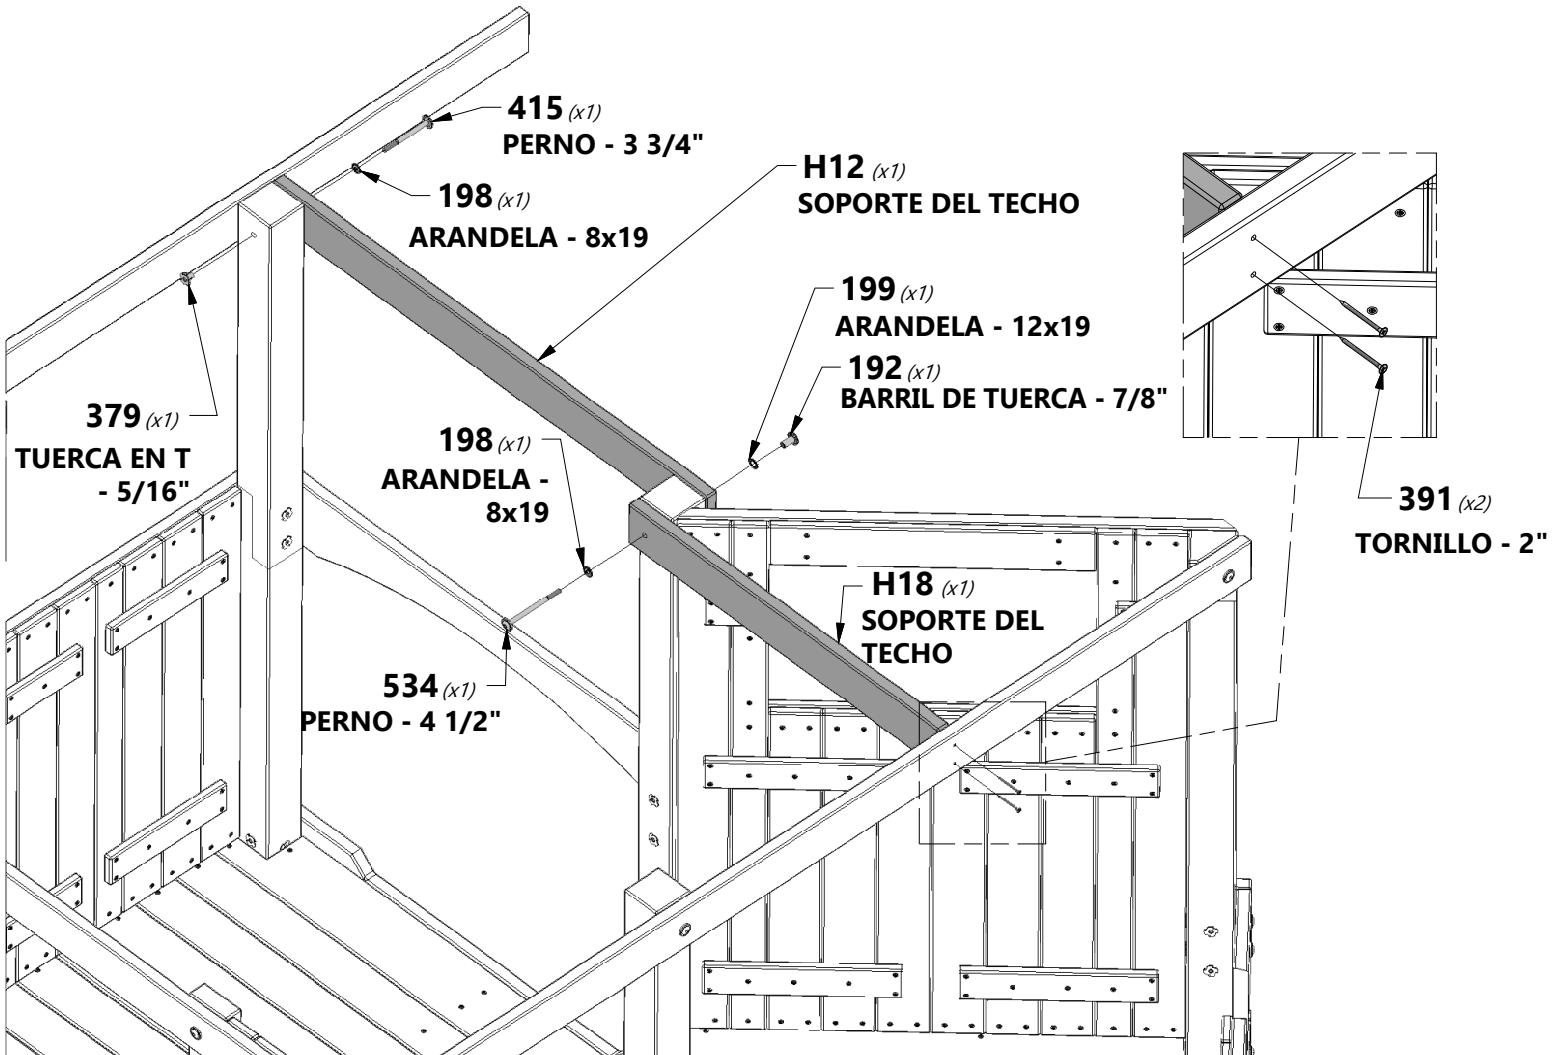 415 (x1)
PERNO - 3 3/4"
198 (x1)
ARANDELA - 8x19
H12 (x1)
SOPORTE DEL TECHO
199 (x1)
ARANDELA - 12x19
192 (x1)
BARRIL DE TUERCA - 7/8"
379 (x1)
TUERCA EN T
- 5/16"
198 (x1)
ARANDELA -
8x19
391 (x2)
TORNILLO - 2"
H18 (x1)
SOPORTE DEL
TECHO
534 (x1)
PERNO - 4 1/2"